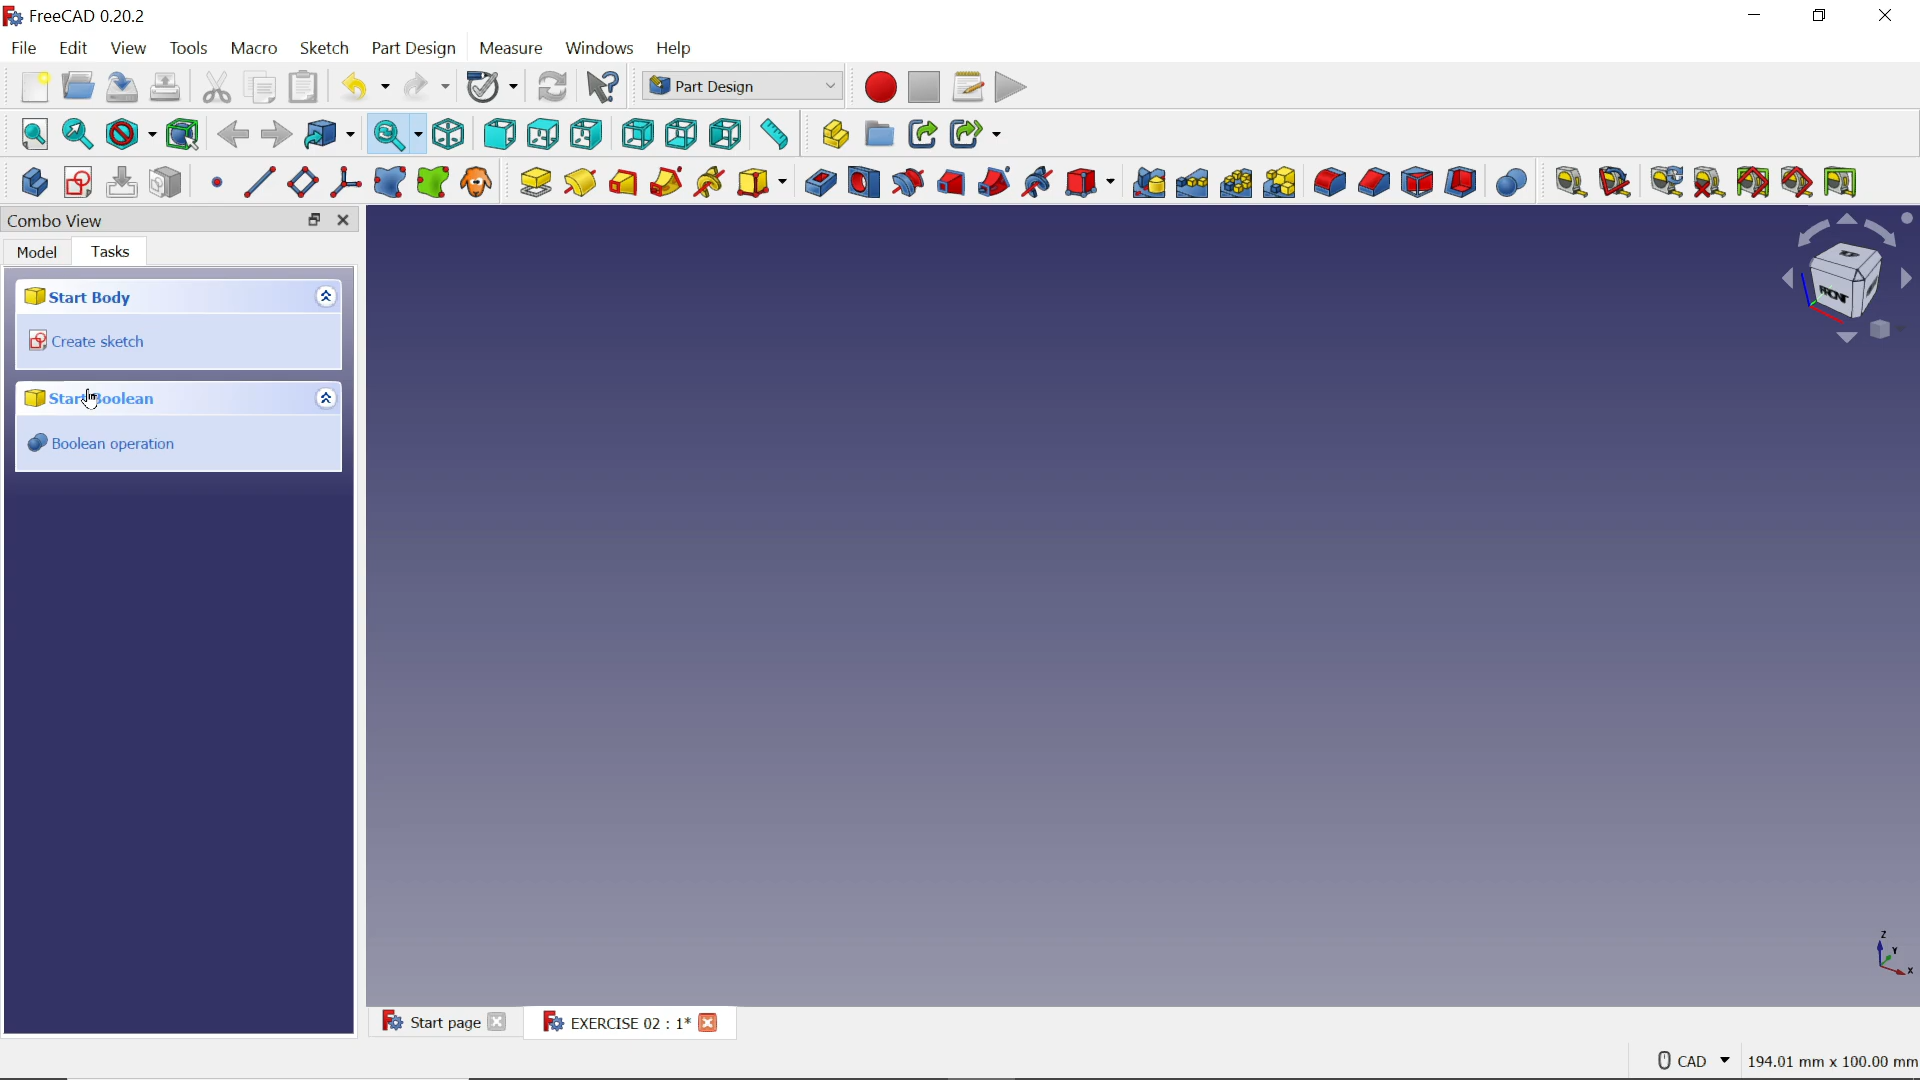 FreeCAD 0.20.2
File Edit View Tools Macro Sketch Part Design Measure Windows Help
Part Design
Combo View
Model Tasks
Start Body
Create sketch
Start Boolean
Boolean operation
FRONT
Z
Y
X
Start page EXERCISE 02 : 1*
CAD 194.01 mm x 100.00 mm